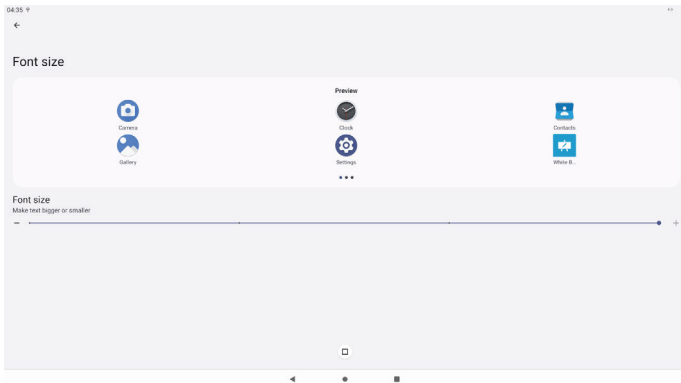 04:35
Font size
Preview
Camera
Clock
Contacts
Gallery
Settings
White B...
Font size
Make text bigger or smaller